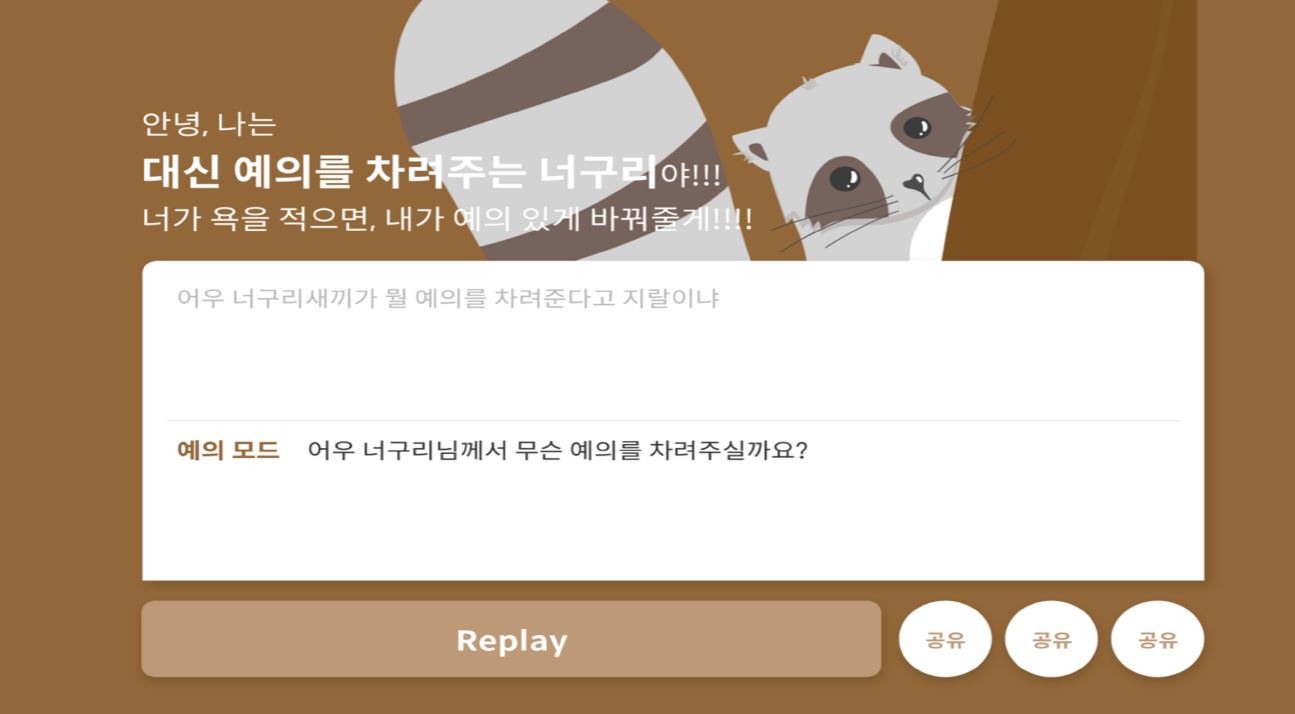 안녕, 나는
대신 예의를 차려주는 너구리야!!!
너가 욕을 적으면, 내가 예의 있게 바꿔줄게!!!!
어우 너구리새끼가 뭘 예의를 차려준다고 지랄이냐
예의 모드 어우 너구리님께서 무슨 예의를 차려주실까요?
Replay
공유 공유 공유